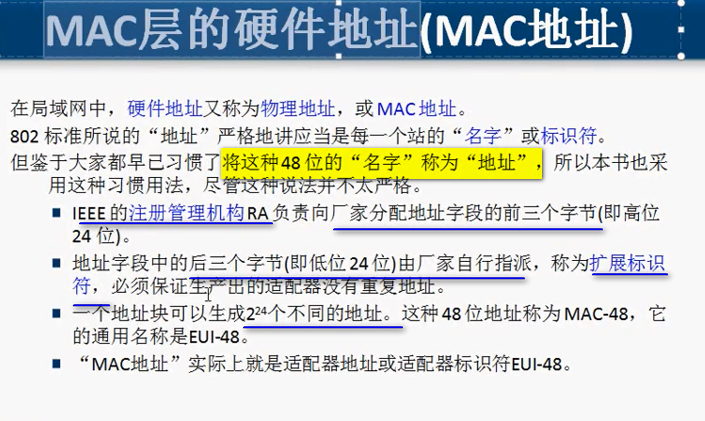 MAC层的硬件地址(MAC地址)
在局域网中，硬件地址又称为物理地址，或 MAC 地址。
802 标准所说的“地址”严格地讲应当是每一个站的“名字”或标识符。
但鉴于大家都早已习惯了将这种48 位的“名字”称为“地址”，所以本书也采
用这种习惯用法，尽管这种说法并不太严格。
■ IEEE 的注册管理机构 RA 负责向厂家分配地址字段的前三个字节(即高位
24 位)。
■ 地址字段中的后三个字节(即低位 24 位)由厂家自行指派，称为扩展标识
符，必须保证生产出的适配器没有重复地址。
■ 一个地址块可以生成2²⁴个不同的地址。这种 48 位地址称为 MAC-48，它
的通用名称是EUI-48。
■ “MAC地址”实际上就是适配器地址或适配器标识符EUI-48。